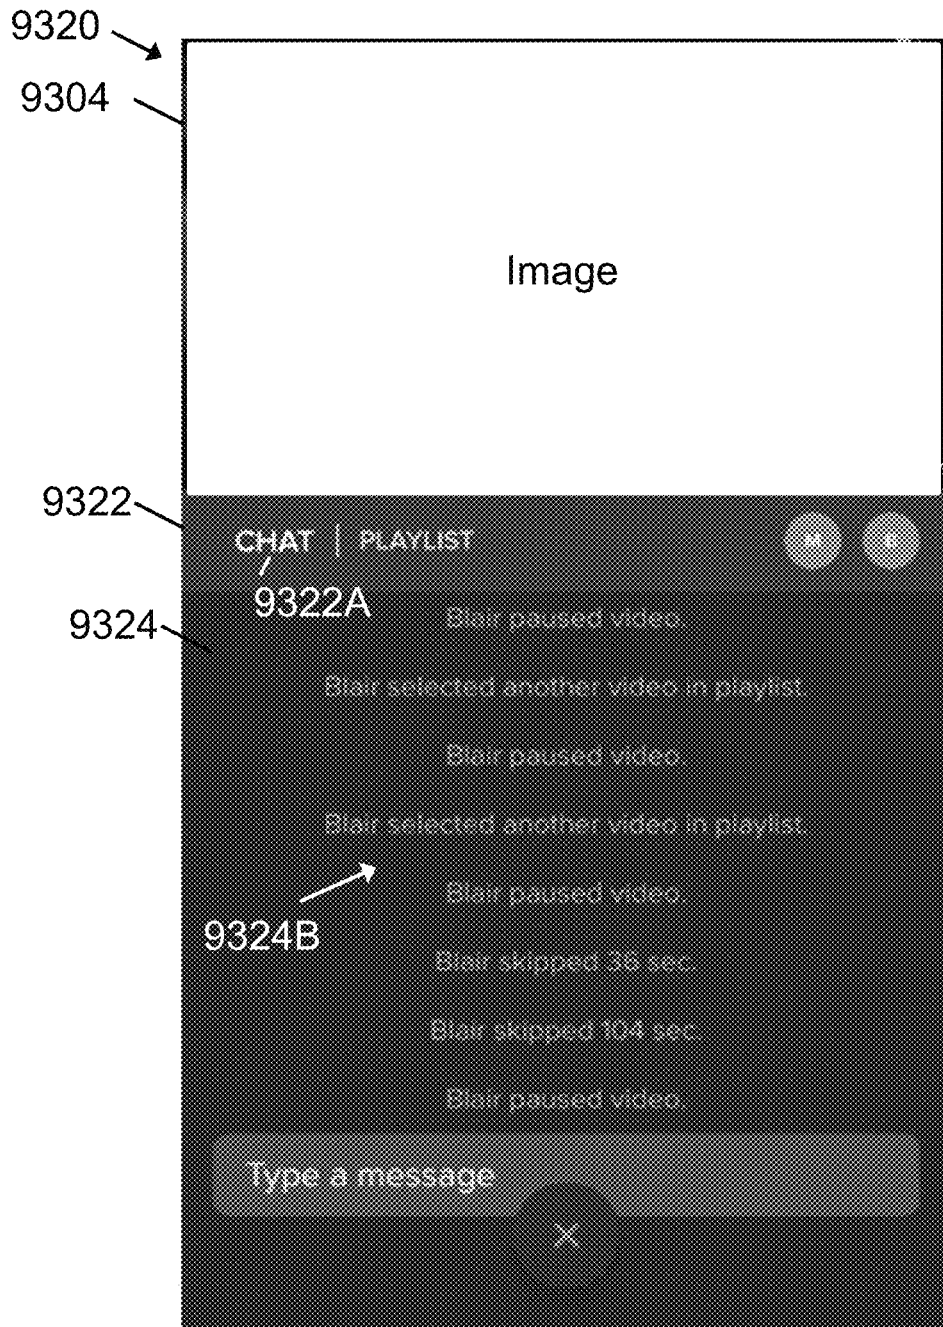 9320
9304
Image
9322
CHAT | PLAYLIST
M
9322A
9324
Blair paused video.
Blair selected another video in playlist.
Blair paused video.
Blair selected another video in playlist.
9324B
Blair paused video.
Blair skipped 36 sec.
Blair skipped 104 sec.
Blair paused video.
Type a message
X